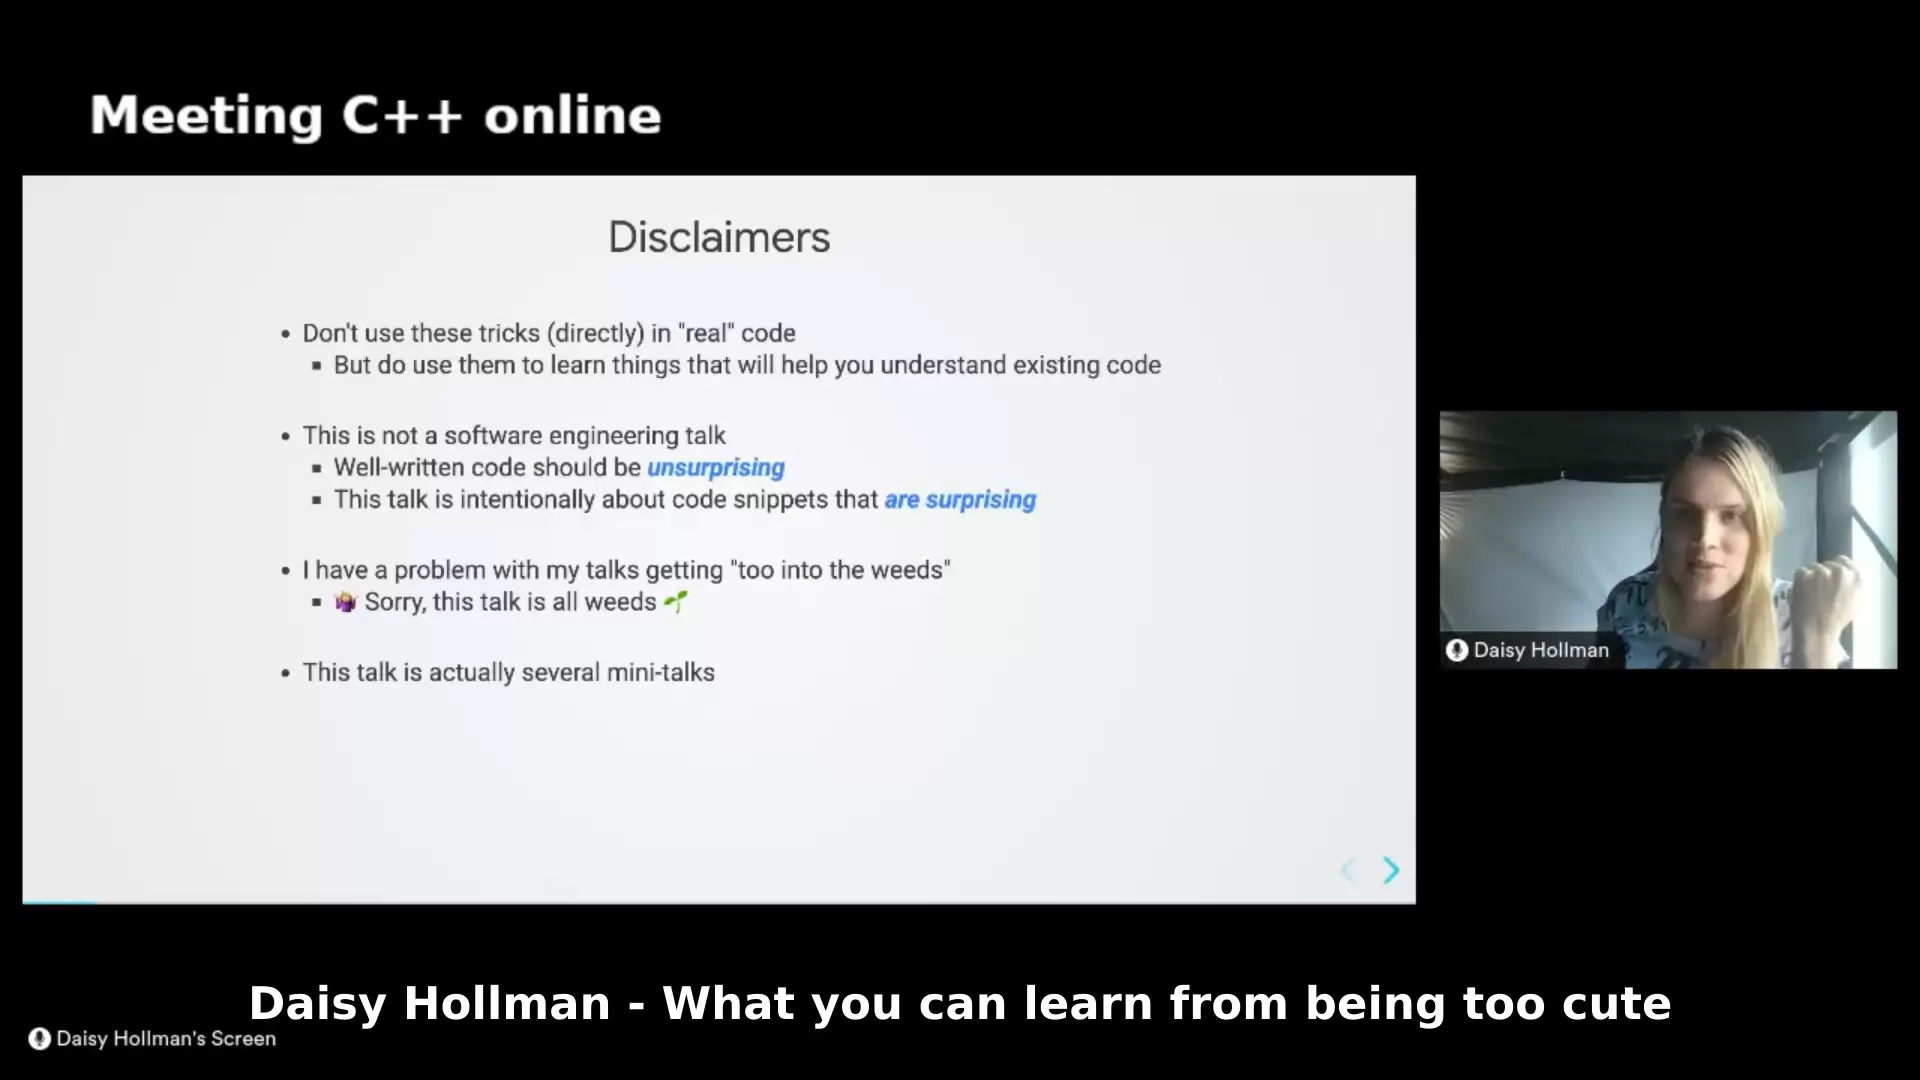 Meeting C++ online
Disclaimers
• Don't use these tricks (directly) in "real" code
▪ But do use them to learn things that will help you understand existing code
• This is not a software engineering talk
▪ Well-written code should be unsurprising
▪ This talk is intentionally about code snippets that are surprising
• I have a problem with my talks getting "too into the weeds"
▪ 🤷‍♀️ Sorry, this talk is all weeds 🌱
• This talk is actually several mini-talks
Daisy Hollman
Daisy Hollman - What you can learn from being too cute
Daisy Hollman's Screen